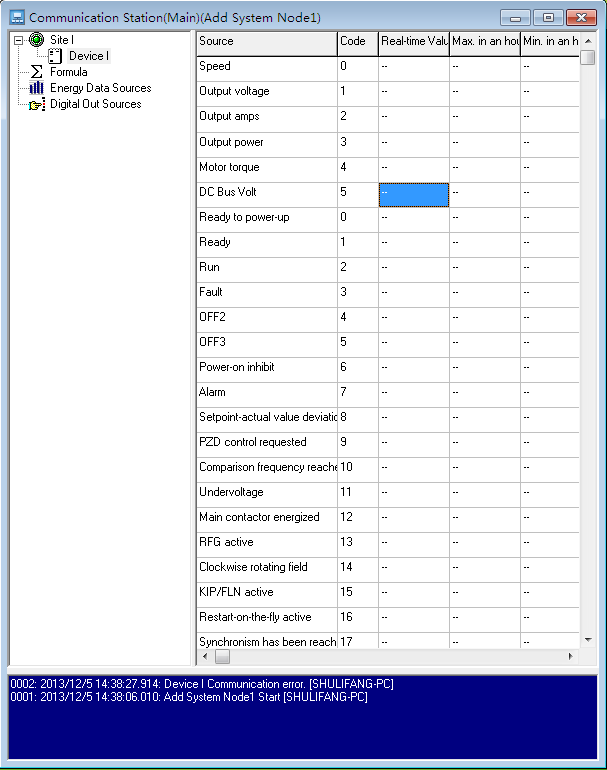 Communication Station(Main)(Add System Node1)
Site I
Device I
Formula
Energy Data Sources
Digital Out Sources
Source Code Real-time Valu Max. in an hou Min. in an h
Speed 0 -- -- --
Output voltage 1 -- -- --
Output amps 2 -- -- --
Output power 3 -- -- --
Motor torque 4 -- -- --
DC Bus Volt 5 -- -- --
Ready to power-up 0 -- -- --
Ready 1 -- -- --
Run 2 -- -- --
Fault 3 -- -- --
OFF2 4 -- -- --
OFF3 5 -- -- --
Power-on inhibit 6 -- -- --
Alarm 7 -- -- --
Setpoint-actual value deviatio 8 -- -- --
PZD control requested 9 -- -- --
Comparison frequency reache 10 -- -- --
Undervoltage 11 -- -- --
Main contactor energized 12 -- -- --
RFG active 13 -- -- --
Clockwise rotating field 14 -- -- --
KIP/FLN active 15 -- -- --
Restart-on-the-fly active 16 -- -- --
Synchronism has been reach 17 -- -- --
0002: 2013/12/5 14:38:27.914: Device I Communication error. [SHULIFANG-PC]
0001: 2013/12/5 14:38:06.010: Add System Node1 Start [SHULIFANG-PC]